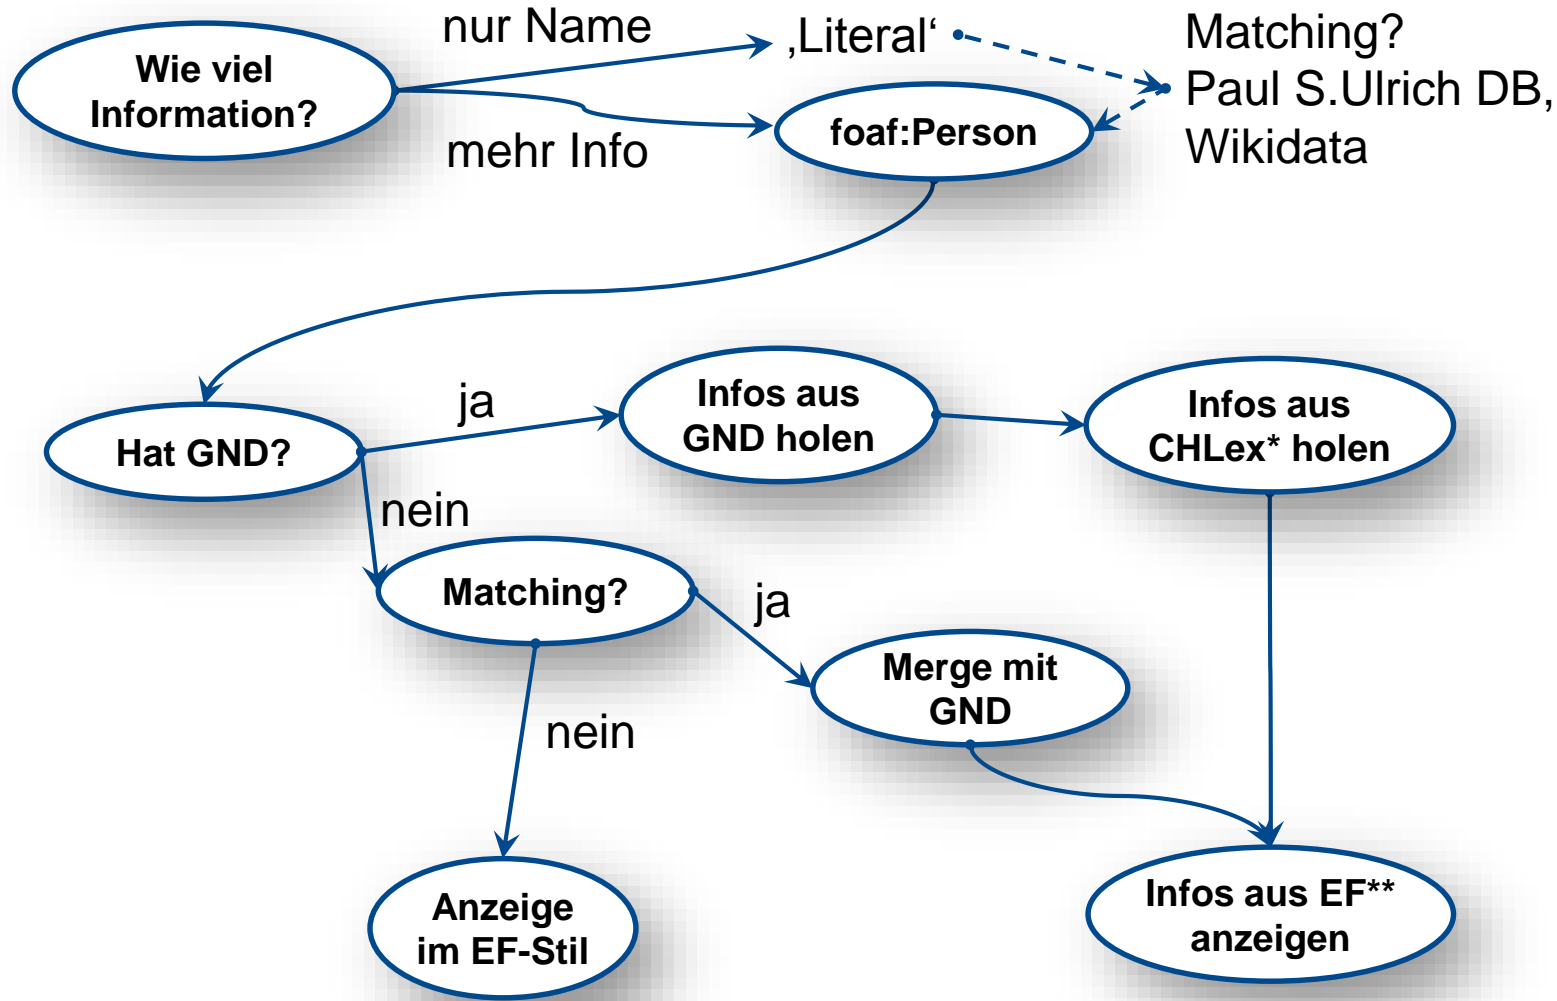 nur Name
‚Literal‘
Matching?
Paul S.Ulrich DB,
Wikidata
Wie viel
Information?
foaf:Person
mehr Info
ja
Infos aus
GND holen
Infos aus
CHLex* holen
Hat GND?
nein
Matching?
ja
Merge mit
GND
nein
Anzeige
im EF-Stil
Infos aus EF**
anzeigen